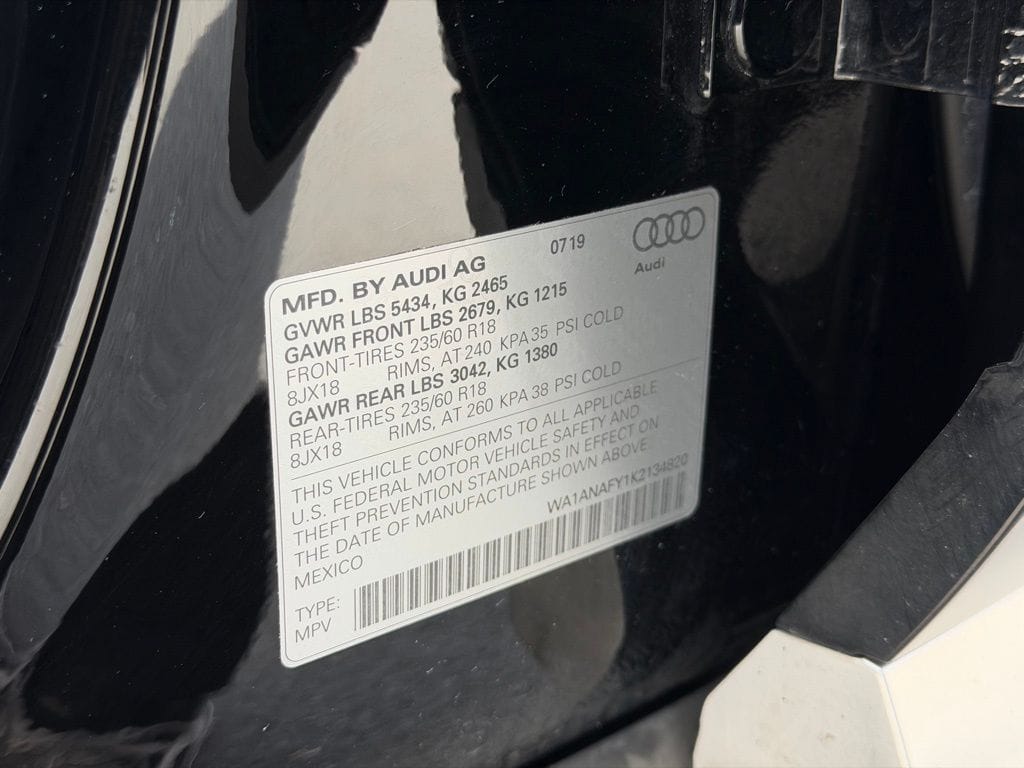 0719
MFD. BY AUDI AG
Audi
GVWR LBS 5434, KG 2465
GAWR FRONT LBS 2679, KG 1215
FRONT-TIRES 235/60 R18
8JX18 RIMS, AT 240 KPA 35 PSI COLD
GAWR REAR LBS 3042, KG 1380
REAR-TIRES 235/60 R18
8JX18 RIMS, AT 260 KPA 38 PSI COLD
THIS VEHICLE CONFORMS TO ALL APPLICABLE
U.S. FEDERAL MOTOR VEHICLE SAFETY AND
THEFT PREVENTION STANDARDS IN EFFECT ON
THE DATE OF MANUFACTURE SHOWN ABOVE.
MEXICO
WA1ANAFY1K2134820
TYPE:
MPV